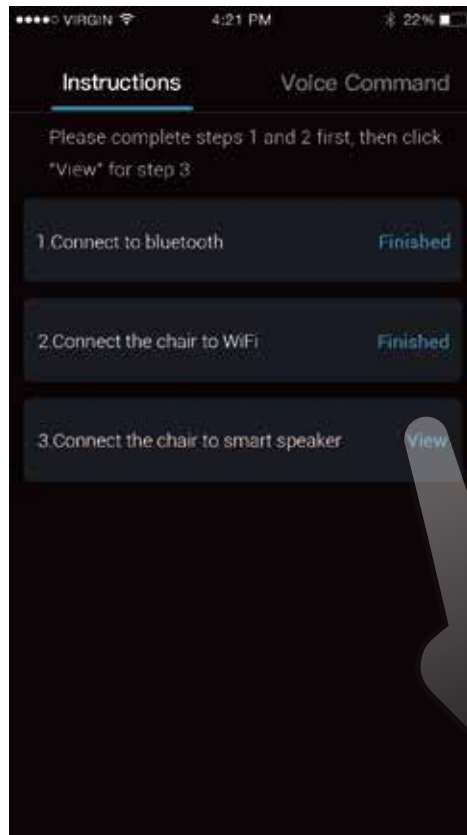 VIRGIN 4:21 PM 22%
Instructions Voice Command
Please complete steps 1 and 2 first, then click
"View" for step 3
1.Connect to bluetooth Finished
2.Connect the chair to WiFi Finished
3.Connect the chair to smart speaker View